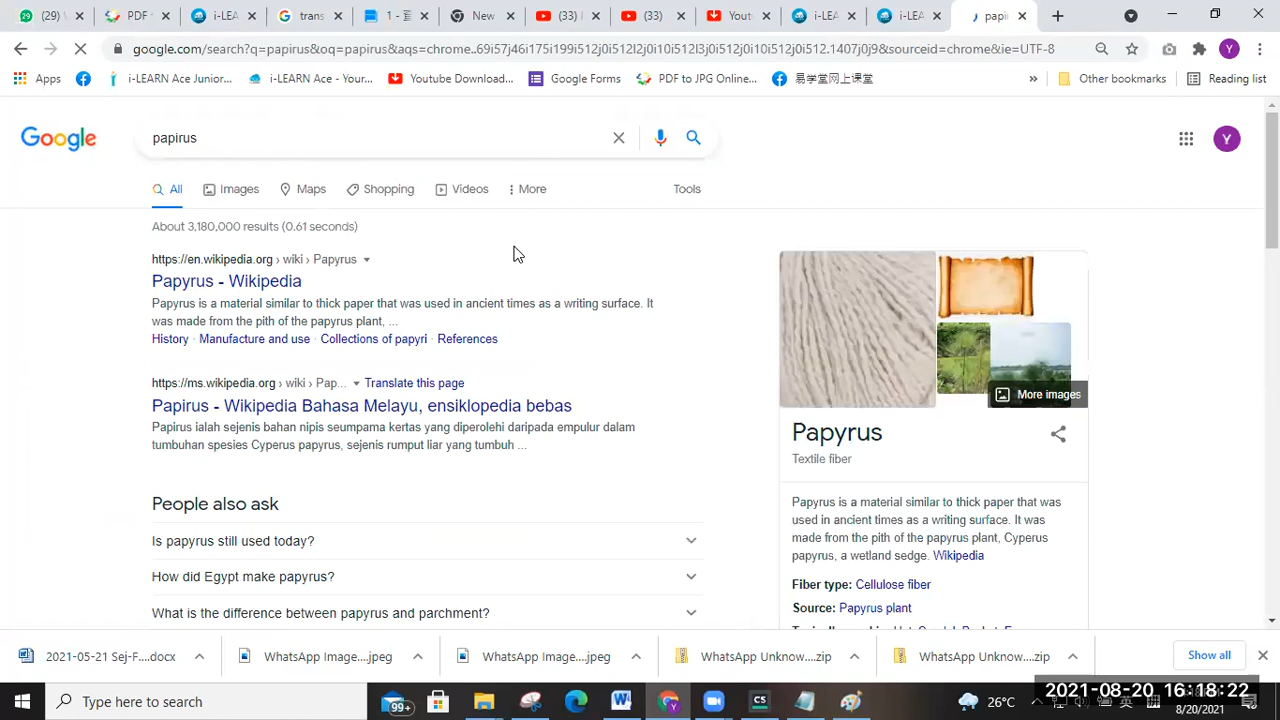 (29)
PDF
i-LEA
trans
1 - 
New
(33)
(33)
Yout
i-LEA
i-LEA
papi
google.com/search?q=papirus&oq=papirus&aqs=chrome..69i57j46i175i199i512j0i512l2j0i10i512l3j0i512j0i10i512j0i512.1407j0j9&sourceid=chrome&ie=UTF-8
Apps i-LEARN Ace Junior... i-LEARN Ace - Your... Youtube Download... Google Forms PDF to JPG Online... 易学堂网上课堂 » Other bookmarks Reading list
Google papirus Y
All Images Maps Shopping Videos More Tools
About 3,180,000 results (0.61 seconds)
https://en.wikipedia.org › wiki › Papyrus
Papyrus - Wikipedia
Papyrus is a material similar to thick paper that was used in ancient times as a writing surface. It
was made from the pith of the papyrus plant, ...
History · Manufacture and use · Collections of papyri · References
https://ms.wikipedia.org › wiki › Pap... Translate this page
Papirus - Wikipedia Bahasa Melayu, ensiklopedia bebas
Papirus ialah sejenis bahan nipis seumpama kertas yang diperolehi daripada empulur dalam
tumbuhan spesies Cyperus papyrus, sejenis rumput liar yang tumbuh ...
People also ask
Is papyrus still used today?
How did Egypt make papyrus?
What is the difference between papyrus and parchment?
More images
Papyrus
Textile fiber
Papyrus is a material similar to thick paper that was
used in ancient times as a writing surface. It was
made from the pith of the papyrus plant, Cyperus
papyrus, a wetland sedge. Wikipedia
Fiber type: Cellulose fiber
Source: Papyrus plant
2021-05-21 Sej-F....docx WhatsApp Image....jpeg WhatsApp Image....jpeg WhatsApp Unknow....zip WhatsApp Unknow....zip Show all
Type here to search 99+ 26°C 英 拼
2021-08-20 16:18:22
8/20/2021